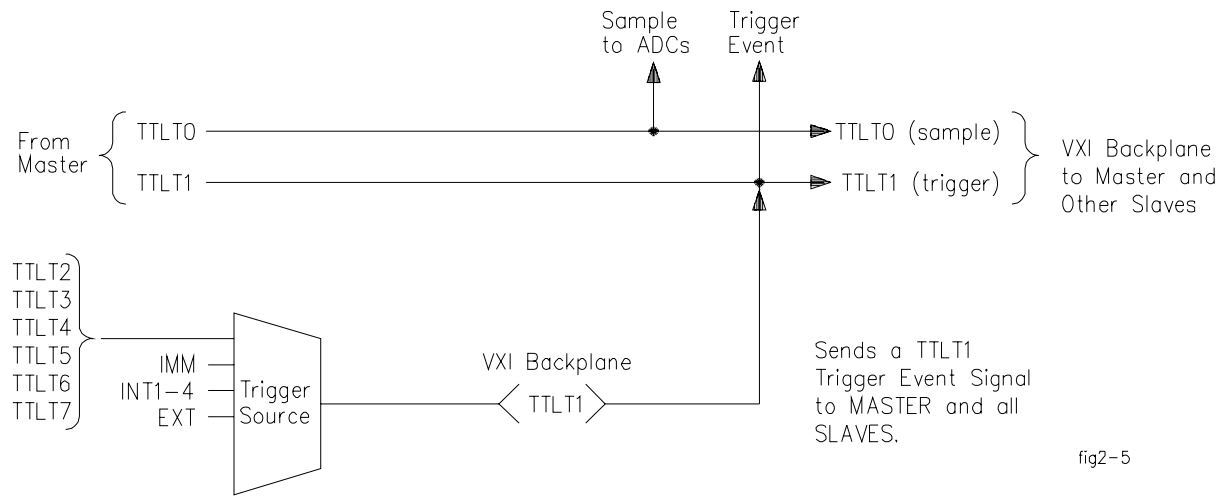 Sample
to ADCs
Trigger
Event
From
Master
TTLT0
TTLT1
TTLT0 (sample)
TTLT1 (trigger)
VXI Backplane
to Master and
Other Slaves
TTLT2
TTLT3
TTLT4
TTLT5
TTLT6
TTLT7
IMM
INT1-4
EXT
Trigger
Source
VXI Backplane
TTLT1
Sends a TTLT1
Trigger Event Signal
to MASTER and all
SLAVES.
fig2-5